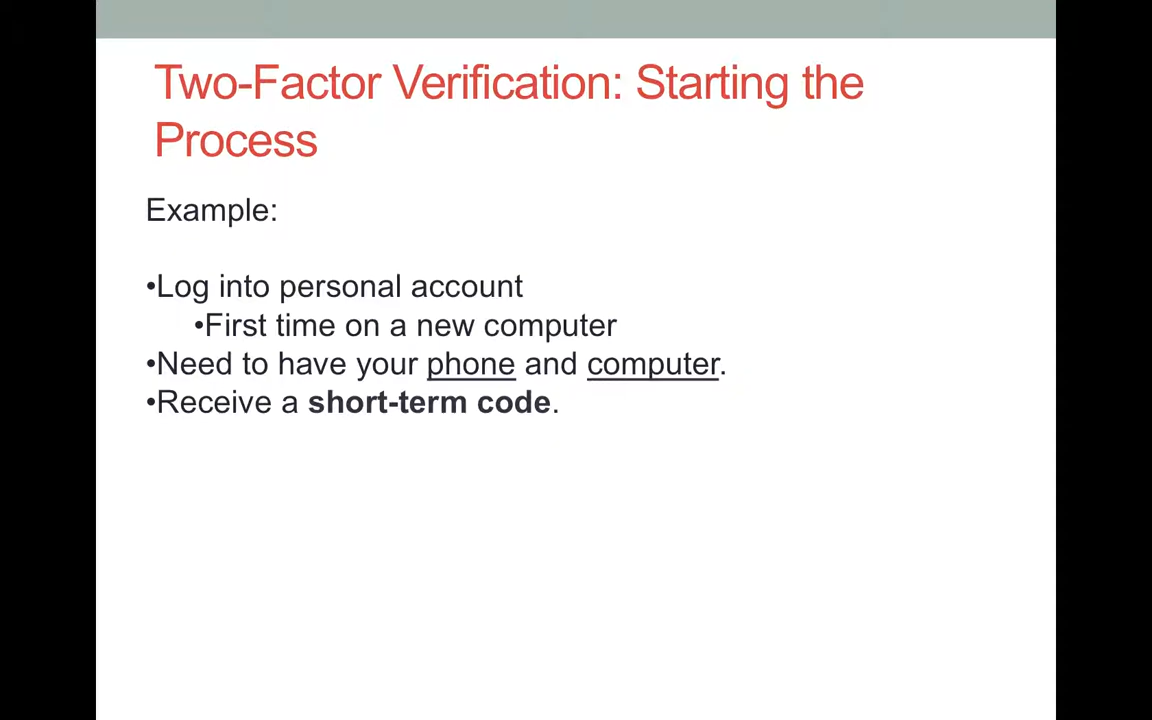 Two-Factor Verification: Starting the
Process
Example:
•Log into personal account
•First time on a new computer
•Need to have your phone and computer.
•Receive a short-term code.